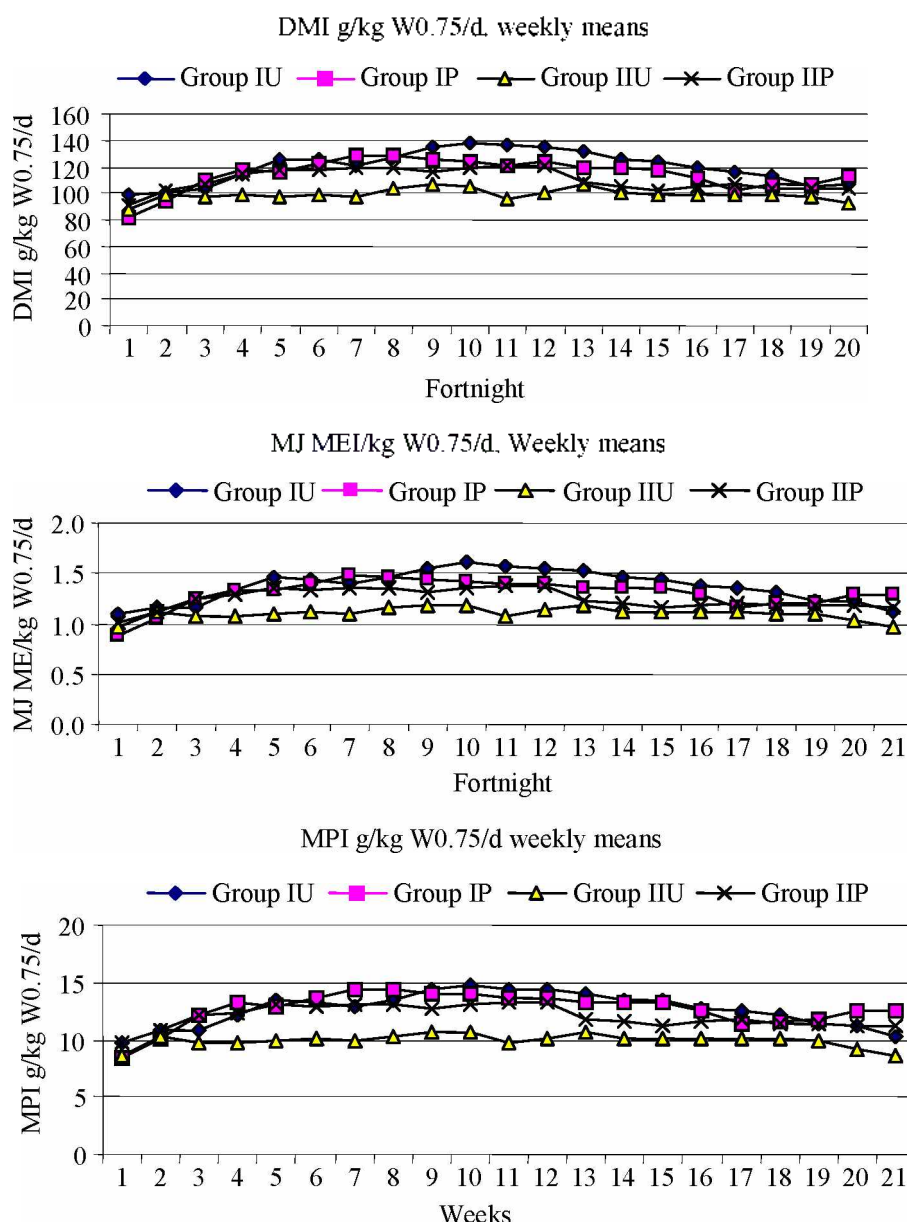 DMI g/kg W0.75/d, weekly means
Group IU Group IP Group IIU Group IIP
DMI g/kg W0.75/d
160
140
120
100
80
60
40
20
0
1 2 3 4 5 6 7 8 9 10 11 12 13 14 15 16 17 18 19 20
Fortnight
MJ MEI/kg W0.75/d, Weekly means
Group IU Group IP Group IIU Group IIP
MJ ME/kg W0.75/d
2.0
1.5
1.0
0.5
0.0
1 2 3 4 5 6 7 8 9 10 11 12 13 14 15 16 17 18 19 20 21
Fortnight
MPI g/kg W0.75/d weekly means
Group IU Group IP Group IIU Group IIP
MPI g/kg W0.75/d
20
15
10
5
0
1 2 3 4 5 6 7 8 9 10 11 12 13 14 15 16 17 18 19 20 21
Weeks